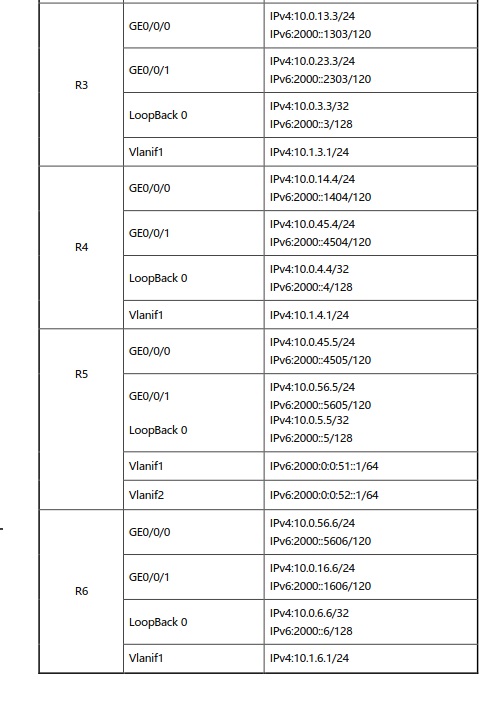 R3
GE0/0/0
IPv4:10.0.13.3/24
IPv6:2000::1303/120
GE0/0/1
IPv4:10.0.23.3/24
IPv6:2000::2303/120
LoopBack 0
IPv4:10.0.3.3/32
IPv6:2000::3/128
Vlanif1
IPv4:10.1.3.1/24
R4
GE0/0/0
IPv4:10.0.14.4/24
IPv6:2000::1404/120
GE0/0/1
IPv4:10.0.45.4/24
IPv6:2000::4504/120
LoopBack 0
IPv4:10.0.4.4/32
IPv6:2000::4/128
Vlanif1
IPv4:10.1.4.1/24
R5
GE0/0/0
IPv4:10.0.45.5/24
IPv6:2000::4505/120
GE0/0/1
IPv4:10.0.56.5/24
IPv6:2000::5605/120
LoopBack 0
IPv4:10.0.5.5/32
IPv6:2000::5/128
Vlanif1
IPv6:2000:0:0:51::1/64
Vlanif2
IPv6:2000:0:0:52::1/64
R6
GE0/0/0
IPv4:10.0.56.6/24
IPv6:2000::5606/120
GE0/0/1
IPv4:10.0.16.6/24
IPv6:2000::1606/120
LoopBack 0
IPv4:10.0.6.6/32
IPv6:2000::6/128
Vlanif1
IPv4:10.1.6.1/24